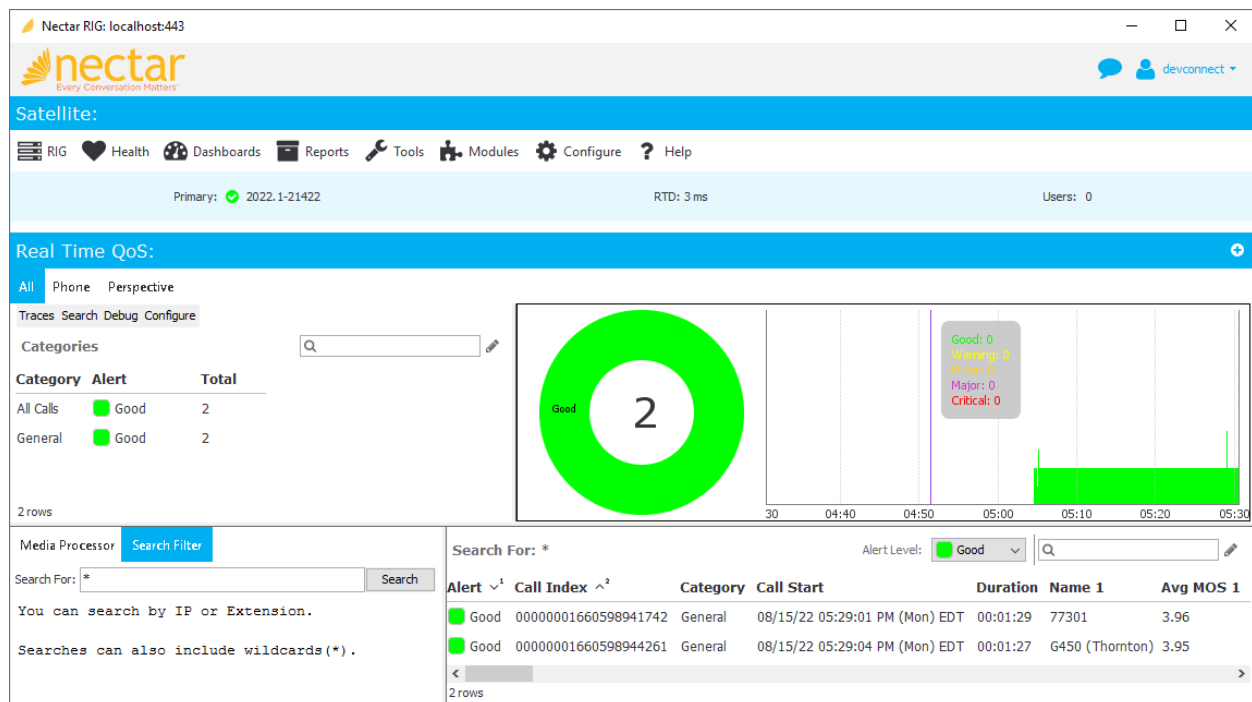 Nectar RIG: localhost:443
nectar
Every Conversation Matters®
devconnect
Satellite:
RIG Health Dashboards Reports Tools Modules Configure ? Help
Primary: 2022.1-21422 RTD: 3 ms Users: 0
Real Time QoS:
All Phone Perspective
Traces Search Debug Configure
Categories
Category Alert Total
All Calls Good 2
General Good 2
2 rows
Good
2
Good: 0
Warning: 0
Minor: 0
Major: 0
Critical: 0
30 04:40 04:50 05:00 05:10 05:20 05:30
Media Processor Search Filter
Search For: * Search
You can search by IP or Extension.
Searches can also include wildcards(*).
Search For: * Alert Level: Good
Alert 1 Call Index 2 Category Call Start Duration Name 1 Avg MOS 1
Good 00000001660598941742 General 08/15/22 05:29:01 PM (Mon) EDT 00:01:29 77301 3.96
Good 00000001660598944261 General 08/15/22 05:29:04 PM (Mon) EDT 00:01:27 G450 (Thornton) 3.95
2 rows